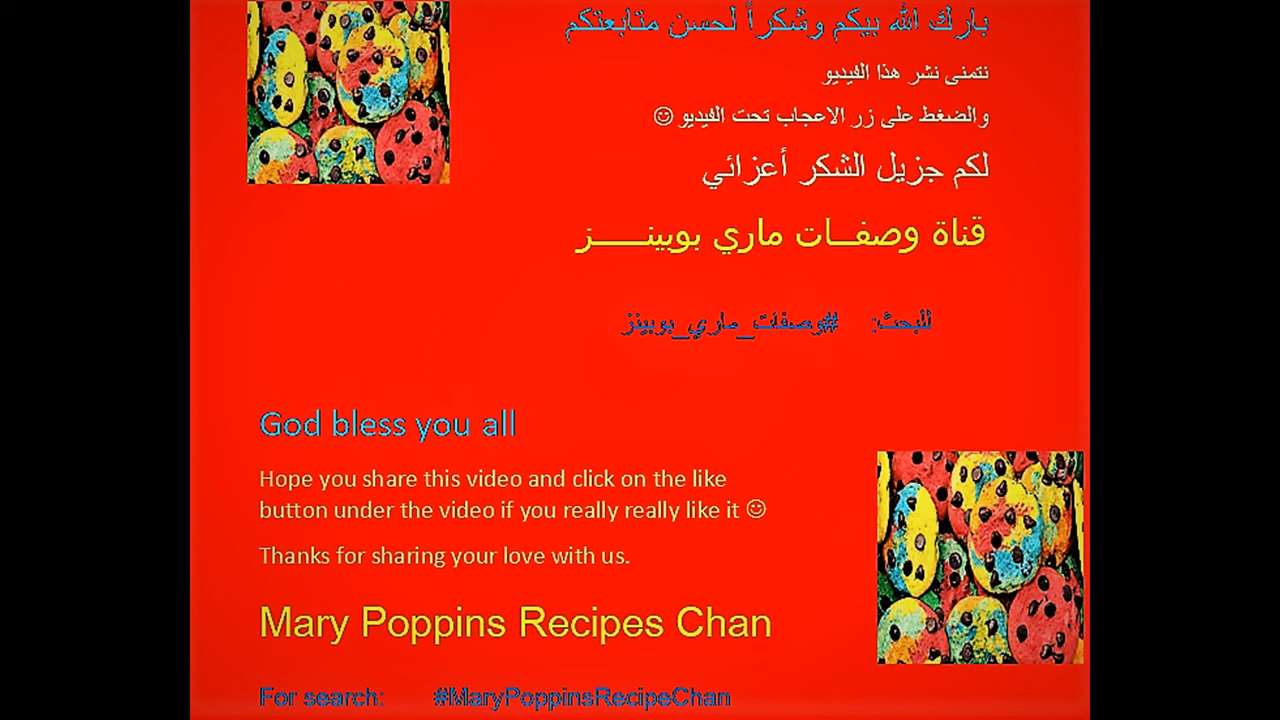 بارك الله بيكم وشكراً لحسن متابعتكم
نتمنى نشر هذا الفيديو
والضغط على زر الاعجاب تحت الفيديو ☺
لكم جزيل الشكر أعزائي
قناة وصفــات ماري بوبينـــــز
للبحث: #وصفات_ماري_بوبينز
God bless you all
Hope you share this video and click on the like
button under the video if you really really like it ☺
Thanks for sharing your love with us.
Mary Poppins Recipes Chan
For search: #MaryPoppinsRecipeChan